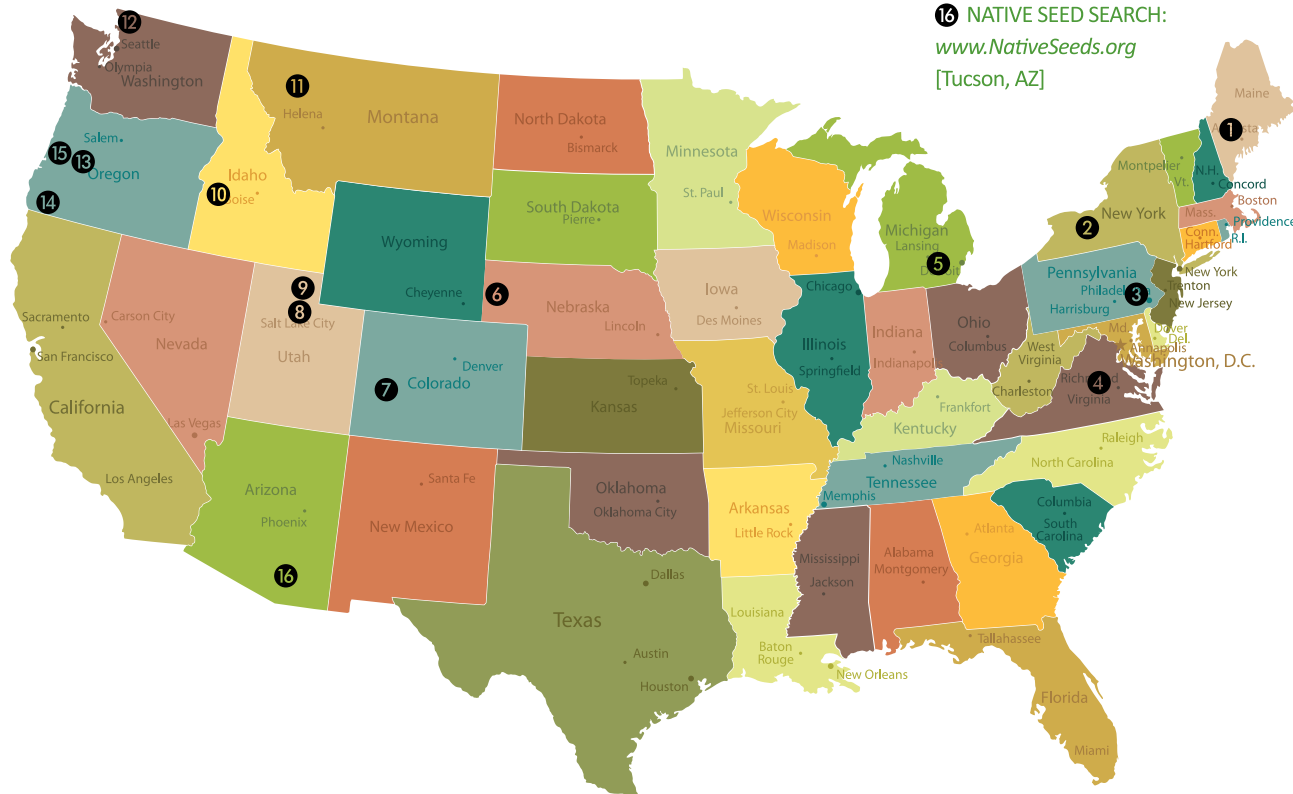 16 NATIVE SEED SEARCH:
www.NativeSeeds.org
[Tucson, AZ]
12
Seattle
Olympia
Washington
11
Helena
Montana
North Dakota
Bismarck
Minnesota
St. Paul
Maine
1
Salem
15
13
Oregon
14
Idaho
10
South Dakota
Pierre
Wisconsin
Madison
Michigan
Lansing
5
Montpelier
Vt.
N.H.
Concord
New York
2
Mass.
Boston
Conn.
Hartford
Providence
R.I.
Wyoming
Cheyenne
6
Nebraska
Lincoln
Iowa
Des Moines
Chicago
Illinois
Springfield
Indiana
Ohio
Columbus
Pennsylvania
Harrisburg
3
New York
Trenton
New Jersey
Md.
Dover
Del.
Annapolis
Washington, D.C.
Sacramento
San Francisco
California
Los Angeles
Carson City
Nevada
Las Vegas
9
8
Salt Lake City
Utah
Denver
7
Colorado
Topeka
Kansas
St. Louis
Jefferson City
Missouri
West
Virginia
Charleston
4
Virginia
Frankfort
Kentucky
Raleigh
North Carolina
Nashville
Tennessee
Memphis
Arizona
Phoenix
16
Santa Fe
New Mexico
Oklahoma
Oklahoma City
Arkansas
Little Rock
Columbia
South
Carolina
Atlanta
Georgia
Alabama
Montgomery
Mississippi
Jackson
Dallas
Texas
Austin
Houston
Louisiana
Baton
Rouge
New Orleans
Tallahassee
Florida
Miami